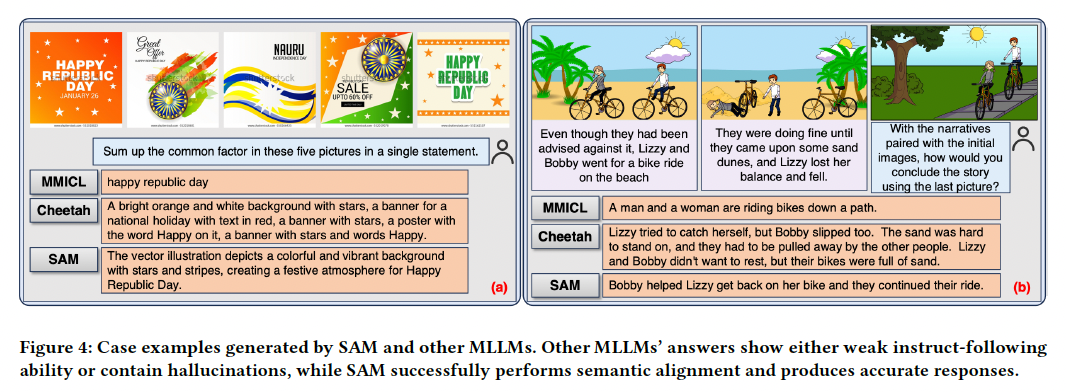 HAPPY
REPUBLIC
DAY
JANUARY 26
Great
Offer
HAPPY REPUBLIC DAY
NAURU
INDEPENDENCE DAY
SALE
UPTO 60% OFF
HAPPY
REPUBLIC
DAY
shutterstock
Sum up the common factor in these five pictures in a single statement.
MMICL
happy republic day
Cheetah
A bright orange and white background with stars, a banner for a
national holiday with text in red, a banner with stars, a poster with
the word Happy on it, a banner with stars and words Happy.
SAM
The vector illustration depicts a colorful and vibrant background
with stars and stripes, creating a festive atmosphere for Happy
Republic Day.
(a)
Even though they had been
advised against it, Lizzy and
Bobby went for a bike ride
on the beach
They were doing fine until
they came upon some sand
dunes, and Lizzy lost her
balance and fell.
With the narratives
paired with the initial
images, how would you
conclude the story
using the last picture?
MMICL
A man and a woman are riding bikes down a path.
Cheetah
Lizzy tried to catch herself, but Bobby slipped too. The sand was hard
to stand on, and they had to be pulled away by the other people. Lizzy
and Bobby didn't want to rest, but their bikes were full of sand.
SAM
Bobby helped Lizzy get back on her bike and they continued their ride.
(b)
Figure 4: Case examples generated by SAM and other MLLMs. Other MLLMs' answers show either weak instruct-following
ability or contain hallucinations, while SAM successfully performs semantic alignment and produces accurate responses.